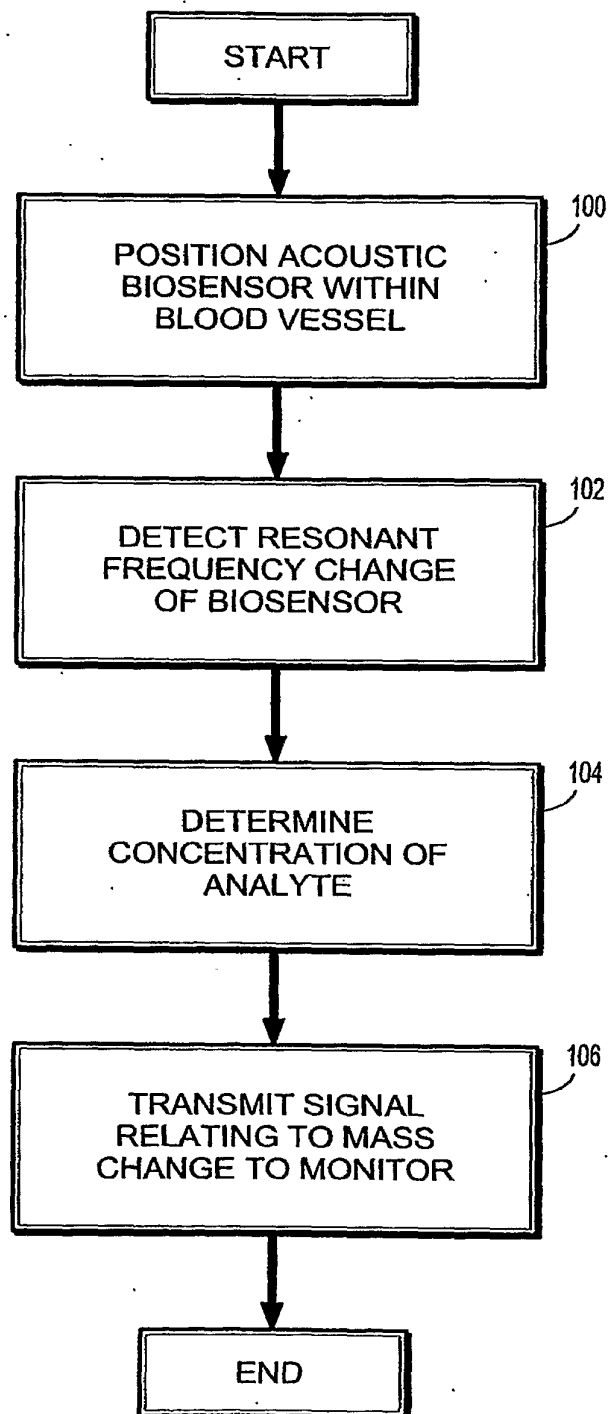 START
100
POSITION ACOUSTIC
BIOSENSOR WITHIN
BLOOD VESSEL
102
DETECT RESONANT
FREQUENCY CHANGE
OF BIOSENSOR
104
DETERMINE
CONCENTRATION OF
ANALYTE
106
TRANSMIT SIGNAL
RELATING TO MASS
CHANGE TO MONITOR
END